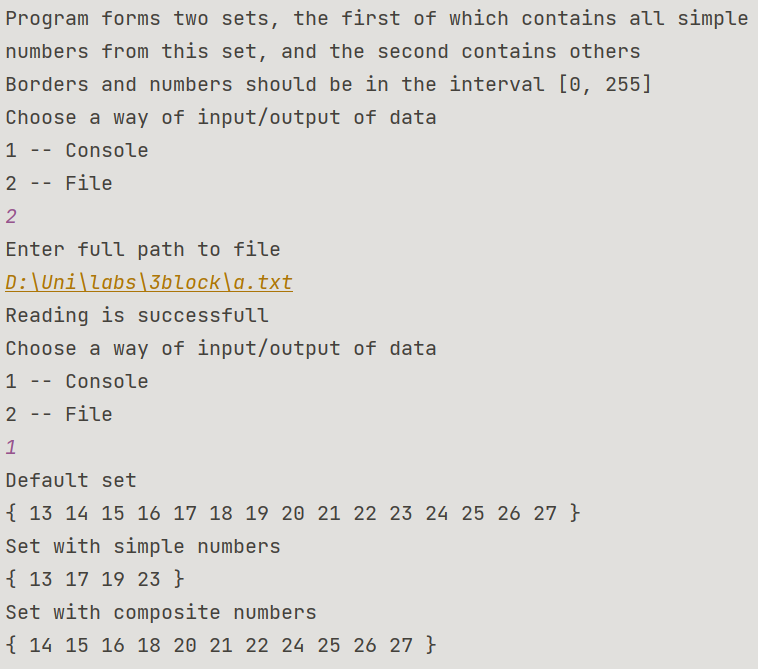 Program forms two sets, the first of which contains all simple
numbers from this set, and the second contains others
Borders and numbers should be in the interval [0, 255]
Choose a way of input/output of data
1 -- Console
2 -- File
2
Enter full path to file
D:\Uni\labs\3block\a.txt
Reading is successfull
Choose a way of input/output of data
1 -- Console
2 -- File
1
Default set
{ 13 14 15 16 17 18 19 20 21 22 23 24 25 26 27 }
Set with simple numbers
{ 13 17 19 23 }
Set with composite numbers
{ 14 15 16 18 20 21 22 24 25 26 27 }